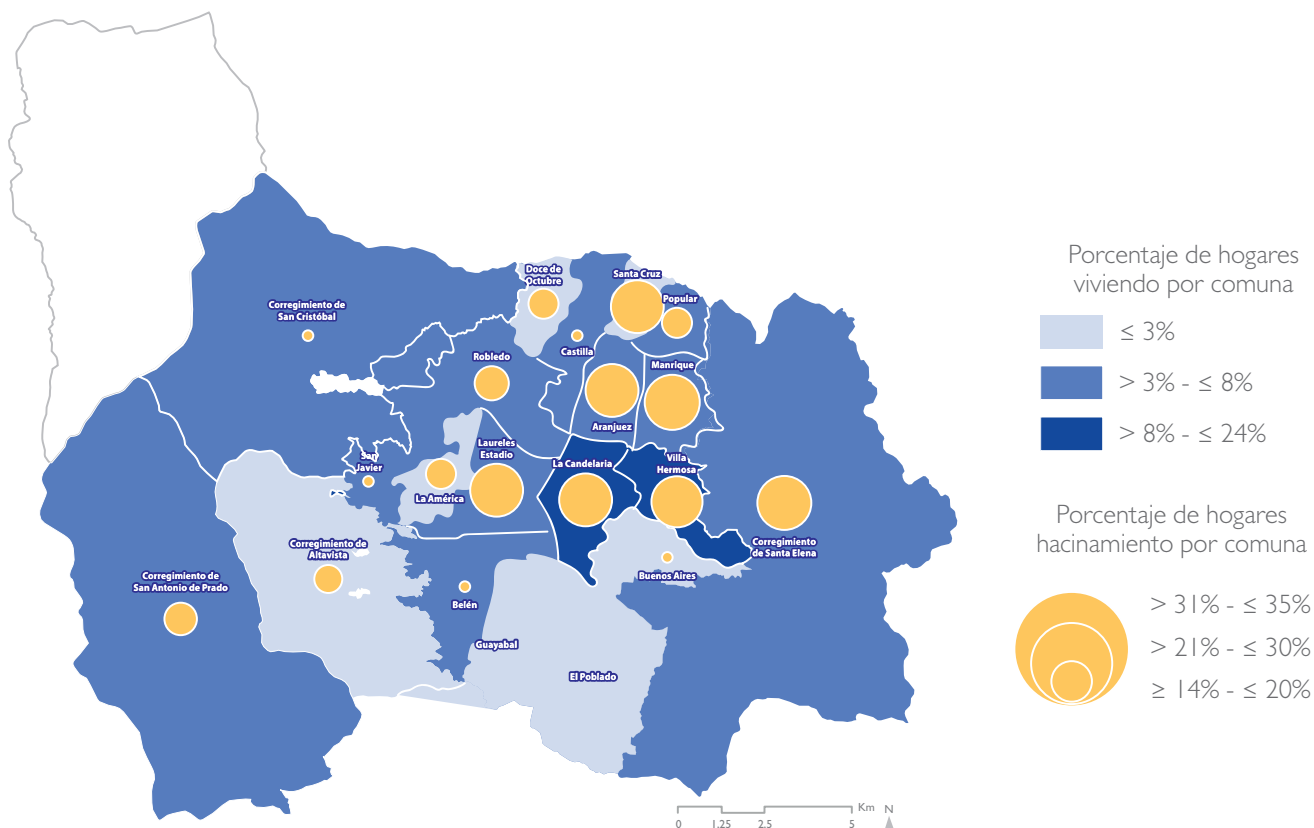 Doce de
Octubre
Santa Cruz
Popular
Corregimiento de
San Cristóbal
Castilla
Robledo
Manrique
Aranjuez
Laureles
Estadio
San
Javier
La América
La Candelaria
Villa
Hermosa
Corregimiento de
Altavista
Corregimiento
de Santa Elena
Corregimiento de
San Antonio de Prado
Buenos Aires
Belén
Guayabal
El Poblado
Porcentaje de hogares
viviendo por comuna
≤ 3%
> 3% - ≤ 8%
> 8% - ≤ 24%
Porcentaje de hogares
hacinamiento por comuna
> 31% - ≤ 35%
> 21% - ≤ 30%
≥ 14% - ≤ 20%
Km N
0 1.25 2.5 5